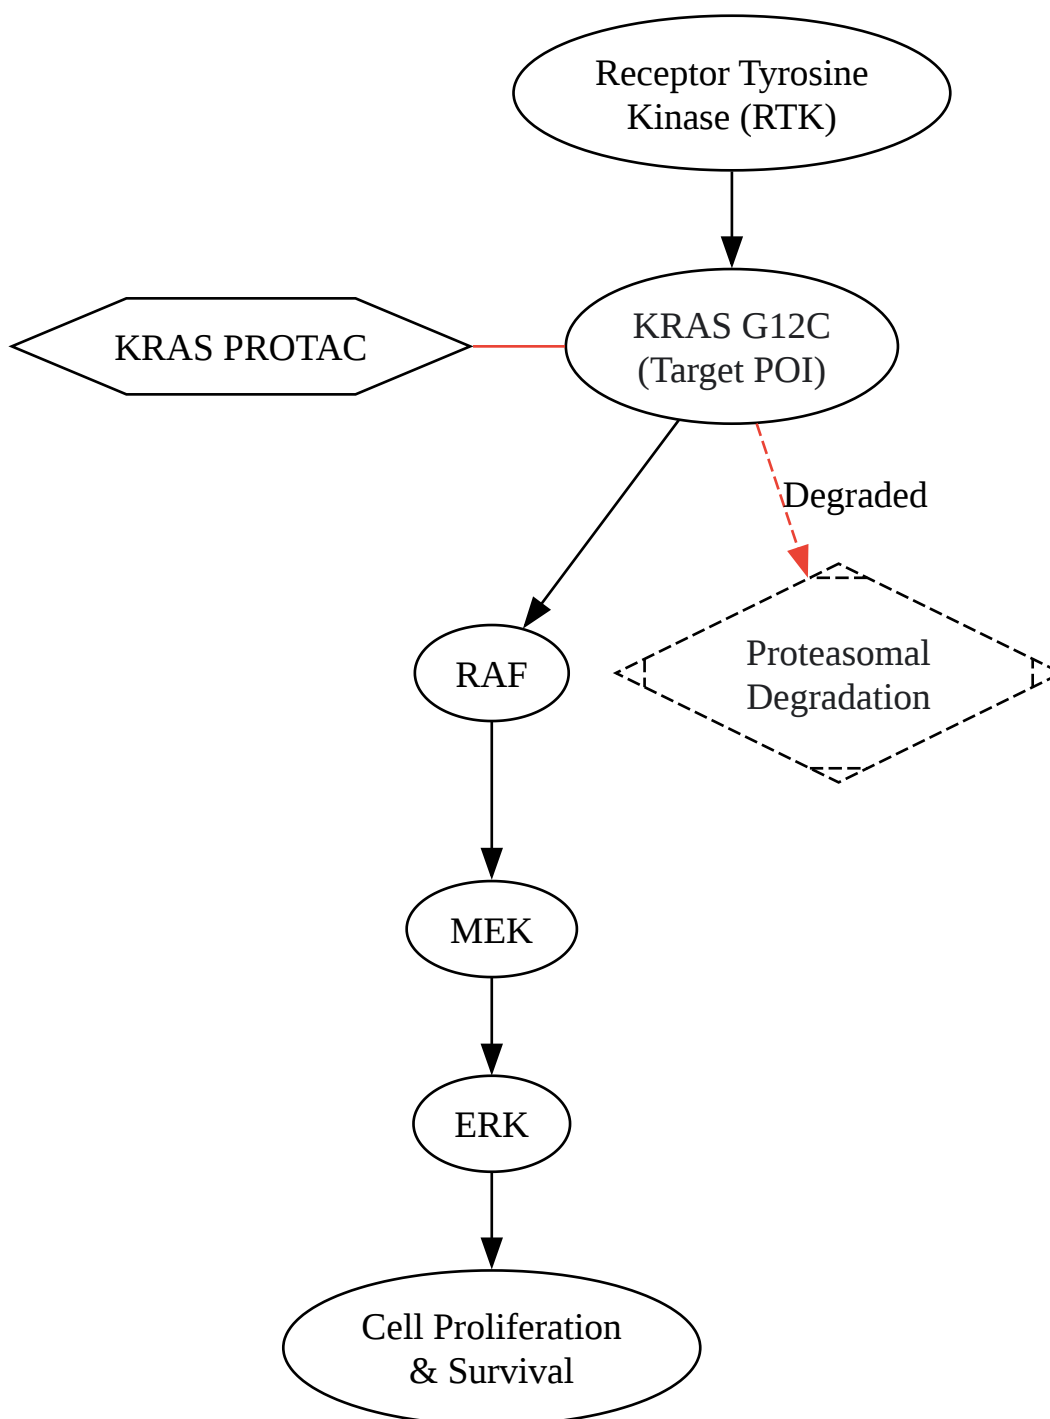 Receptor Tyrosine
Kinase (RTK)
KRAS PROTAC
KRAS G12C
(Target POI)
Degraded
RAF
Proteasomal
Degradation
MEK
ERK
Cell Proliferation
& Survival